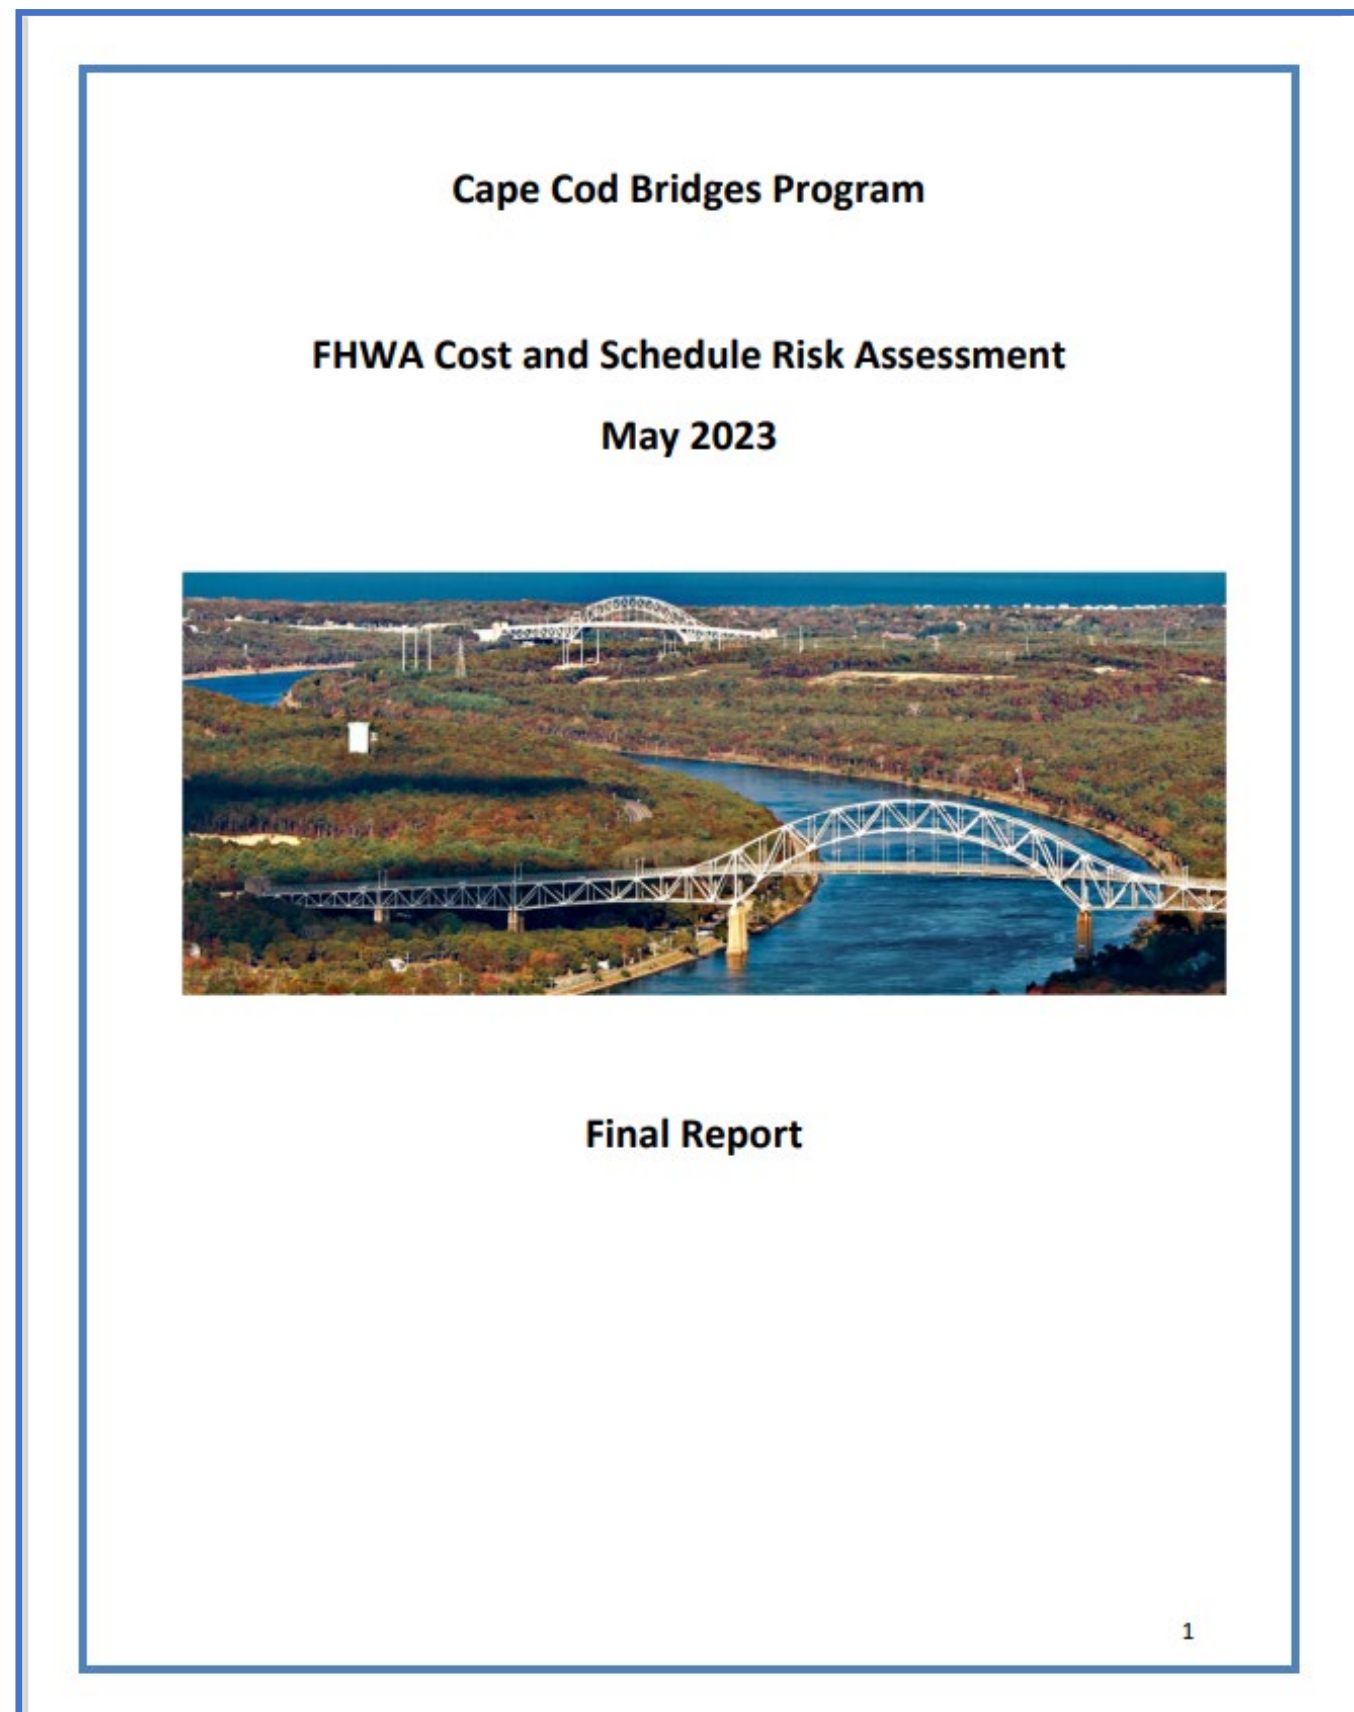 Cape Cod Bridges Program
FHWA Cost and Schedule Risk Assessment
May 2023
Final Report
1